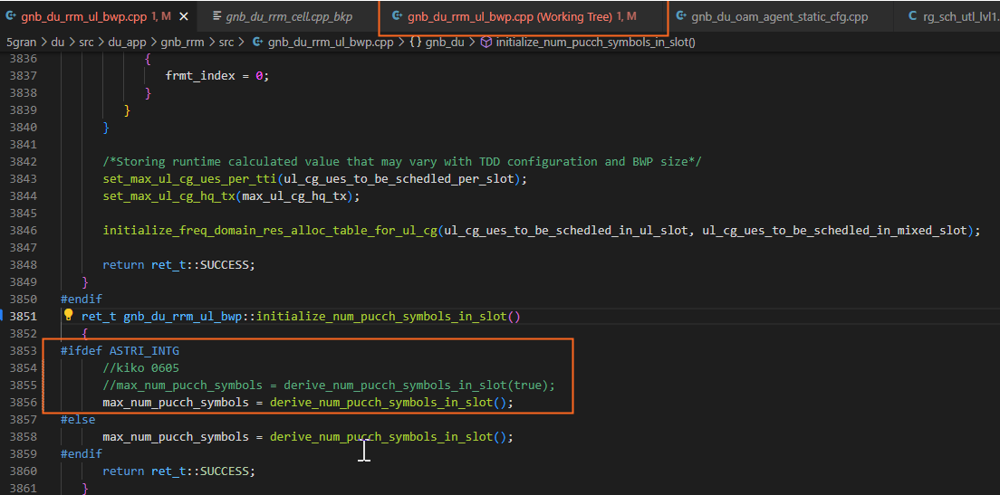 gnb_du_rrm_ul_bwp.cpp 1, M
gnb_du_rrm_cell.cpp_bkp
gnb_du_rrm_ul_bwp.cpp (Working Tree) 1, M
gnb_du_oam_agent_static_cfg.cpp
C rg_sch_utl_lvl1.
5gran > du > src > du_app > gnb_rrm > src > gnb_du_rrm_ul_bwp.cpp > {} gnb_du > initialize_num_pucch_symbols_in_slot()
3836 {
3837 frmt_index = 0;
3838 }
3839 }
3840 }
3841
3842 /*Storing runtime calculated value that may vary with TDD configuration and BWP size*/
3843 set_max_ul_cg_ues_per_tti(ul_cg_ues_to_be_schedled_per_slot);
3844 set_max_ul_cg_hq_tx(max_ul_cg_hq_tx);
3845
3846 initialize_freq_domain_res_alloc_table_for_ul_cg(ul_cg_ues_to_be_schedled_in_ul_slot, ul_cg_ues_to_be_schedled_in_mixed_slot);
3847
3848 return ret_t::SUCCESS;
3849 }
3850 #endif
3851 ret_t gnb_du_rrm_ul_bwp::initialize_num_pucch_symbols_in_slot()
3852 {
3853 #ifdef ASTRI_INTG
3854 //kiko 0605
3855 //max_num_pucch_symbols = derive_num_pucch_symbols_in_slot(true);
3856 max_num_pucch_symbols = derive_num_pucch_symbols_in_slot();
3857 #else
3858 max_num_pucch_symbols = derive_num_pucch_symbols_in_slot();
3859 #endif
3860 return ret_t::SUCCESS;
3861 }